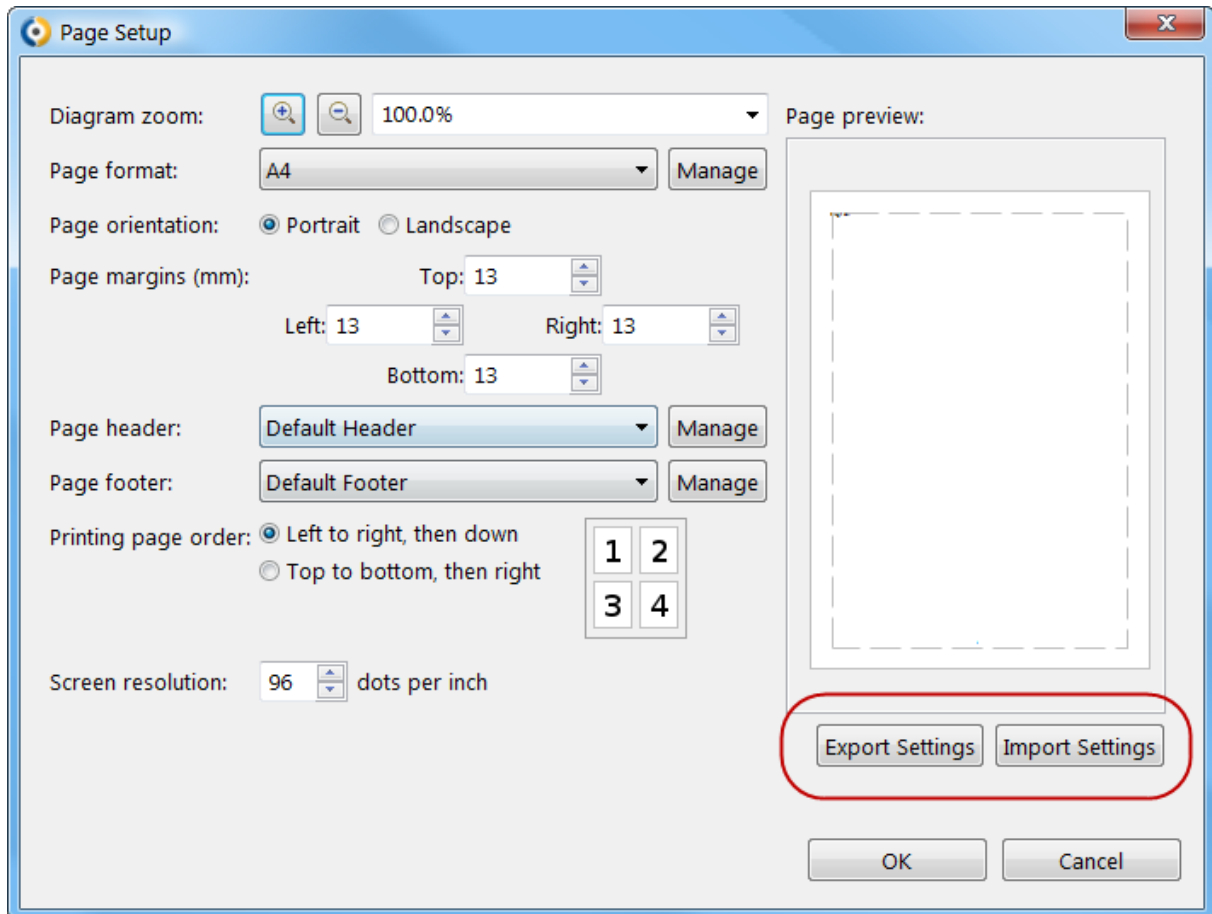 Page Setup
Diagram zoom: 100.0%
Page preview:
Page format: A4 Manage
Page orientation: Portrait Landscape
Page margins (mm): Top: 13
Left: 13 Right: 13
Bottom: 13
Page header: Default Header Manage
Page footer: Default Footer Manage
Printing page order: Left to right, then down
Top to bottom, then right
1 2
3 4
Screen resolution: 96 dots per inch
Export Settings Import Settings
OK Cancel